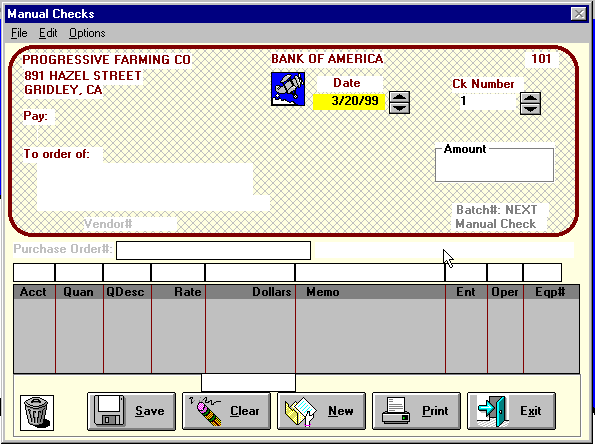 Manual Checks
File Edit Options
PROGRESSIVE FARMING CO BANK OF AMERICA 101
891 HAZEL STREET Date Ck Number
GRIDLEY, CA 3/20/99 1
Pay:
To order of: Amount
Batch#: NEXT
Vendor# Manual Check
Purchase Order#:
Acct Quan QDesc Rate Dollars Memo Ent Oper Eqp#
Save Clear New Print Exit